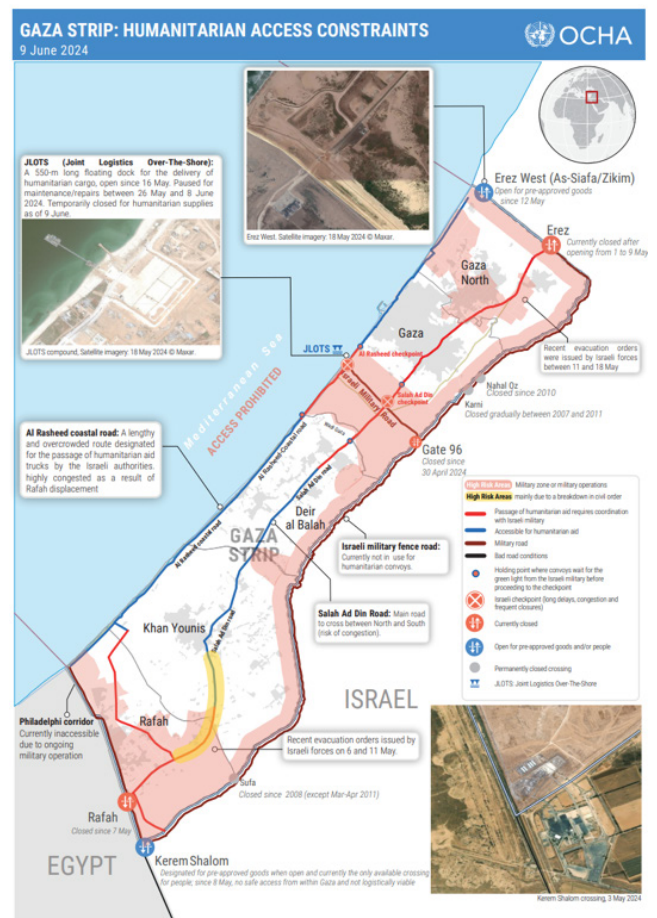 GAZA STRIP: HUMANITARIAN ACCESS CONSTRAINTS
9 June 2024
OCHA
JLOTS (Joint Logistics Over-The-Shore):
A 550-m long floating dock for the delivery of
humanitarian cargo, open since 16 May. Paused for
maintenance/repairs between 26 May and 8 June
2024. Temporarily closed for humanitarian supplies
as of 9 June.
JLOTS compound, Satellite imagery: 18 May 2024 © Maxar.
Erez West. Satellite imagery: 18 May 2024 © Maxar.
Erez West (As-Siafa/Zikim)
Open for pre-approved goods
since 12 May
Erez
Currently closed after
opening from 1 to 9 May
Gaza
North
Gaza
Recent evacuation orders
were issued by Israeli forces
between 11 and 18 May
JLOTS
Al Rasheed checkpoint
Israeli Military Road
Salah Ad Din
checkpoint
Nahal Oz
Closed since 2010
Karni
Closed gradually between 2007 and 2011
Mediterranean Sea
ACCESS PROHIBITED
Gate 96
Closed since
30 April 2024
Al Rasheed coastal road: A lengthy
and overcrowded route designated
for the passage of humanitarian aid
trucks by the Israeli authorities.
highly congested as a result of
Rafah displacement
Al Rasheed-Coastal road
Wadi Gaza
Salah Ad Din road
Deir
al Balah
GAZA
STRIP
Al Rasheed coastal road
Israeli military fence road:
Currently not in use for
humanitarian convoys.
Salah Ad Din Road: Main road
to cross between North and South
(risk of congestion).
Khan Younis
Salah Ad Din road
High Risk Areas Military zone or military operations
High Risk Areas mainly due to a breakdown in civil order
Passage of humanitarian aid requires coordination
with Israeli military
Accessible for humanitarian aid
Military road
Bad road conditions
Holding point where convoys wait for the
green light from the Israeli military before
proceeding to the checkpoint
Israeli checkpoint (long delays, congestion and
frequent closures)
Currently closed
Open for pre-approved goods and/or people
Permanently closed crossing
JLOTS: Joint Logistics Over-The-Shore
ISRAEL
Philadelphi corridor
Currently inaccessible
due to ongoing
military operation
Rafah
Recent evacuation orders issued by
Israeli forces on 6 and 11 May.
Sufa
Closed since 2008 (except Mar-Apr 2011)
Rafah
Closed since 7 May
EGYPT
Kerem Shalom
Designated for pre-approved goods when open and currently the only available crossing
for people; since 8 May, no safe access from within Gaza and not logistically viable
Kerem Shalom crossing, 3 May 2024